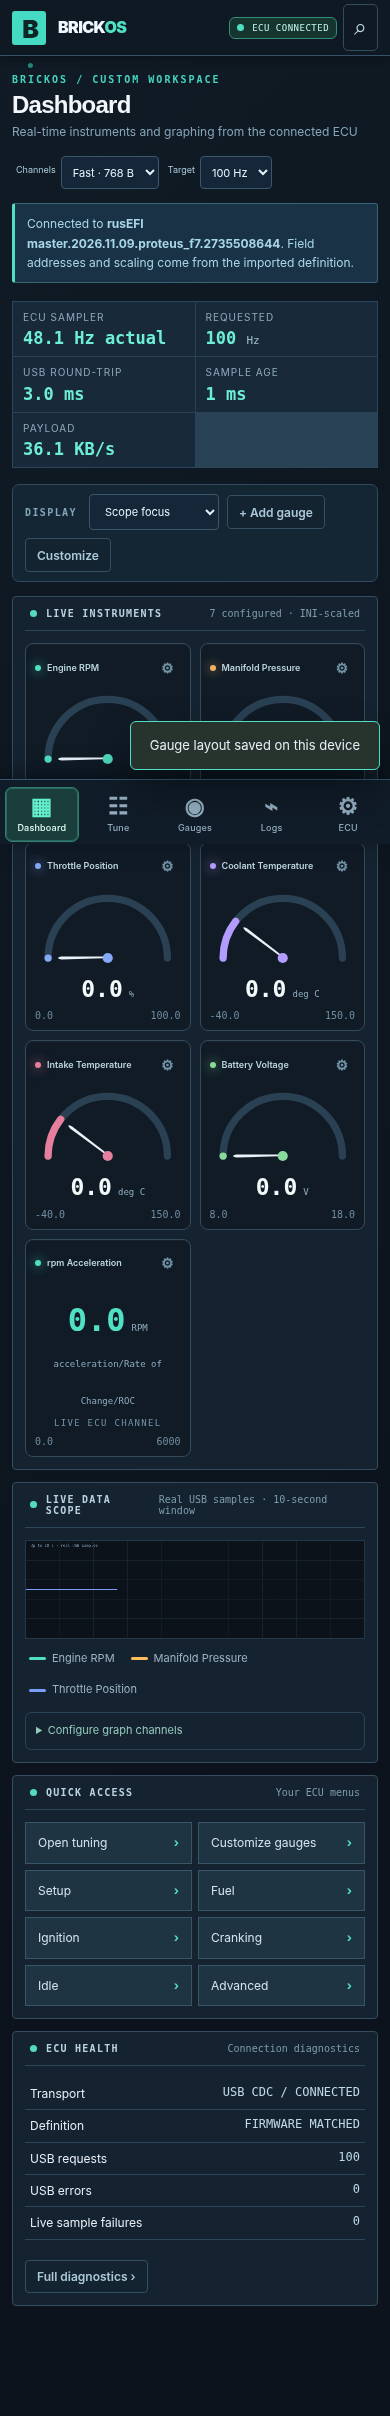 B BRICKOS ECU CONNECTED
BRICKOS / CUSTOM WORKSPACE
Dashboard
Real-time instruments and graphing from the connected ECU
Channels Fast · 768 B Target 100 Hz
Connected to rusEFI
master.2026.11.09.proteus_f7.2735508644. Field
addresses and scaling come from the imported definition.
ECU SAMPLER REQUESTED
48.1 Hz actual 100 Hz
USB ROUND-TRIP SAMPLE AGE
3.0 ms 1 ms
PAYLOAD
36.1 KB/s
DISPLAY Scope focus + Add gauge
Customize
LIVE INSTRUMENTS 7 configured · INI-scaled
Engine RPM Manifold Pressure
Gauge layout saved on this device
Dashboard Tune Gauges Logs ECU
Throttle Position Coolant Temperature
0.0 % 0.0 deg C
0.0 100.0 -40.0 150.0
Intake Temperature Battery Voltage
0.0 deg C 0.0 V
-40.0 150.0 8.0 18.0
rpm Acceleration
0.0 RPM
acceleration/Rate of
Change/ROC
LIVE ECU CHANNEL
0.0 6000
LIVE DATA Real USB samples · 10-second
SCOPE window
Engine RPM Manifold Pressure
Throttle Position
Configure graph channels
QUICK ACCESS Your ECU menus
Open tuning › Customize gauges ›
Setup › Fuel ›
Ignition › Cranking ›
Idle › Advanced ›
ECU HEALTH Connection diagnostics
Transport USB CDC / CONNECTED
Definition FIRMWARE MATCHED
USB requests 100
USB errors 0
Live sample failures 0
Full diagnostics ›